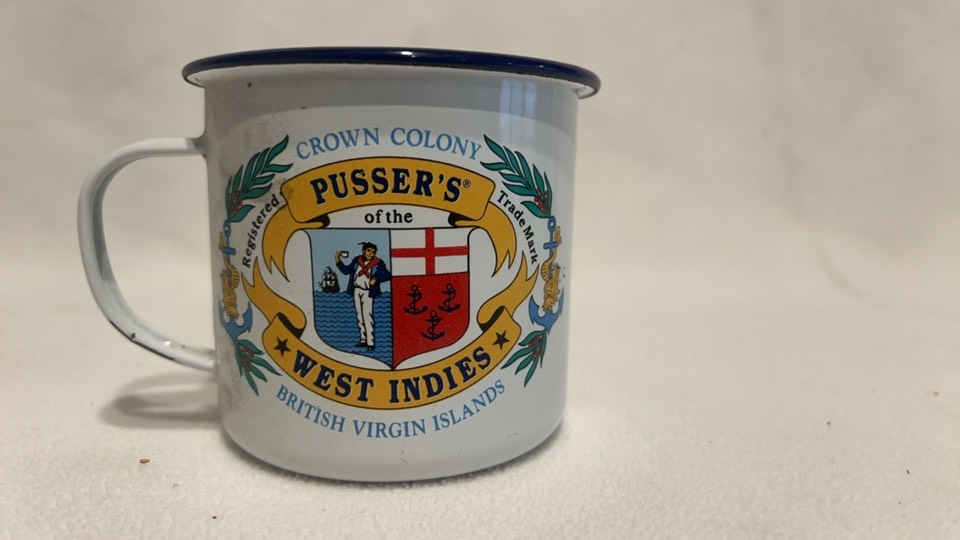 CROWN COLONY
PUSSER'S®
of the
Registered
Trade Mark
WEST INDIES
BRITISH VIRGIN ISLANDS